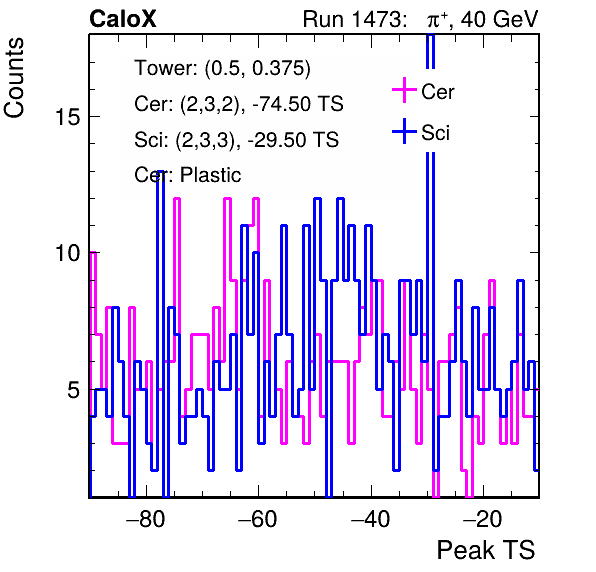 CaloX Run 1473: π⁺, 40 GeV
Counts
Tower: (0.5, 0.375)
Cer: (2,3,2), -74.50 TS
Sci: (2,3,3), -29.50 TS
Cer: Plastic
Cer
Sci
15
10
5
−80 −60 −40 −20
Peak TS